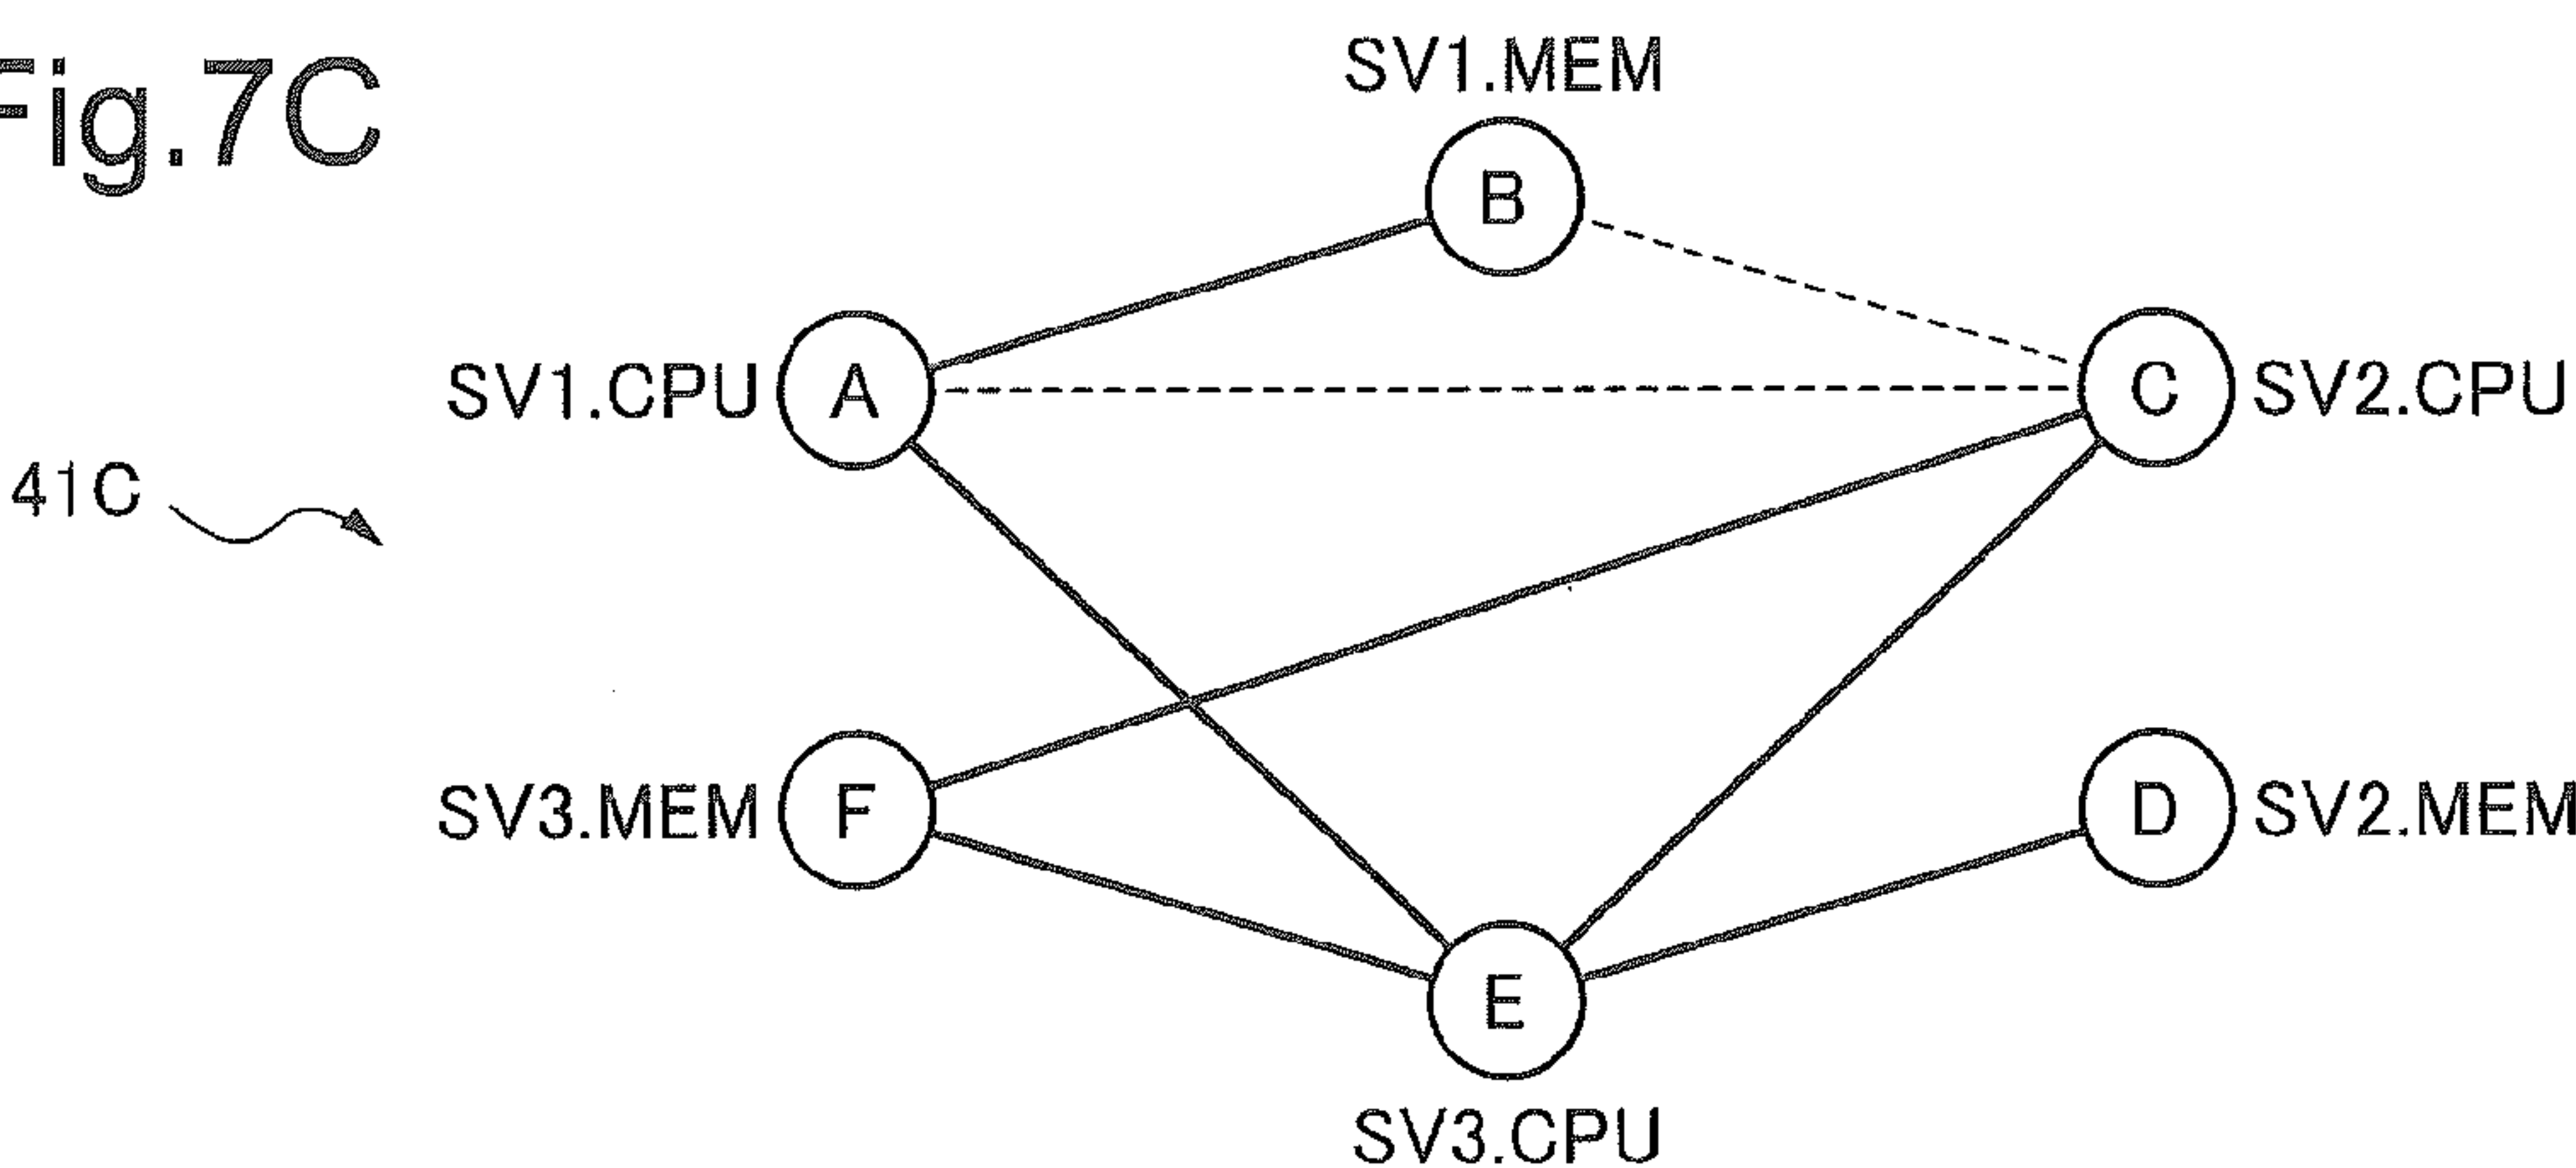 Fig.7C
SV1.MEM
B
SV1.CPU
A
C
SV2.CPU
41C
SV3.MEM
F
D
SV2.MEM
E
SV3.CPU